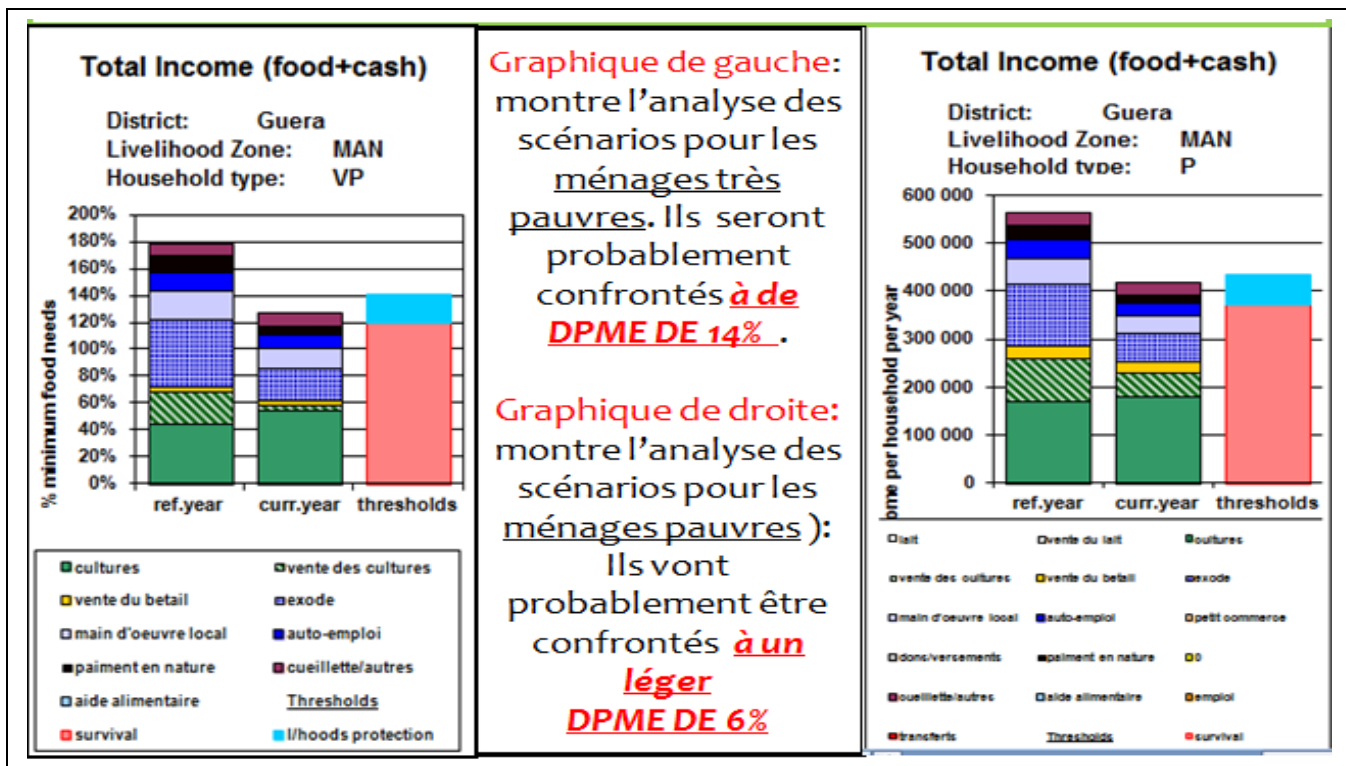 Total Income (food+cash)
District: Guera
Livelihood Zone: MAN
Household type: VP
% minimum food needs
200%
180%
160%
140%
120%
100%
80%
60%
40%
20%
0%
ref.year curr.year thresholds
cultures vente des cultures
vente du betail exode
main d'oeuvre local auto-emploi
paiment en nature cueillette/autres
aide alimentaire Thresholds
survival l/hoods protection
Graphique de gauche:
montre l'analyse des
scénarios pour les
ménages très
pauvres. Ils seront
probablement
confrontés à de
DPME DE 14% .
Graphique de droite:
montre l'analyse des
scénarios pour les
ménages pauvres ):
Ils vont
probablement être
confrontés à un
léger
DPME DE 6%
Total Income (food+cash)
District: Guera
Livelihood Zone: MAN
Household type: P
ome per household per year
600 000
500 000
400 000
300 000
200 000
100 000
0
ref.year curr.year thresholds
lait vente du lait cultures
vente des cultures vente du betail exode
main d'oeuvre local auto-emploi petit commerce
dons/versements paiment en nature 0
cueillette/autres aide alimentaire emploi
transferts Thresholds survival